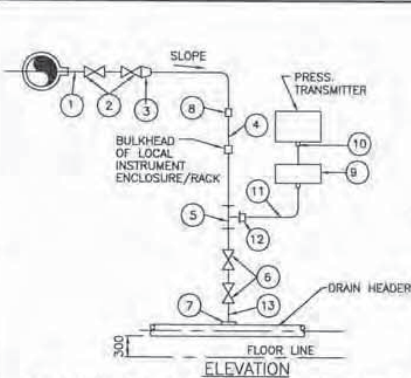 SLOPE
PRESS.
TRANSMITTER
1
2
3
8
4
10
BULKHEAD
OF LOCAL
INSTRUMENT
ENCLOSURE/RACK
9
11
5
12
6
7
13
DRAIN HEADER
300
FLOOR LINE
ELEVATION